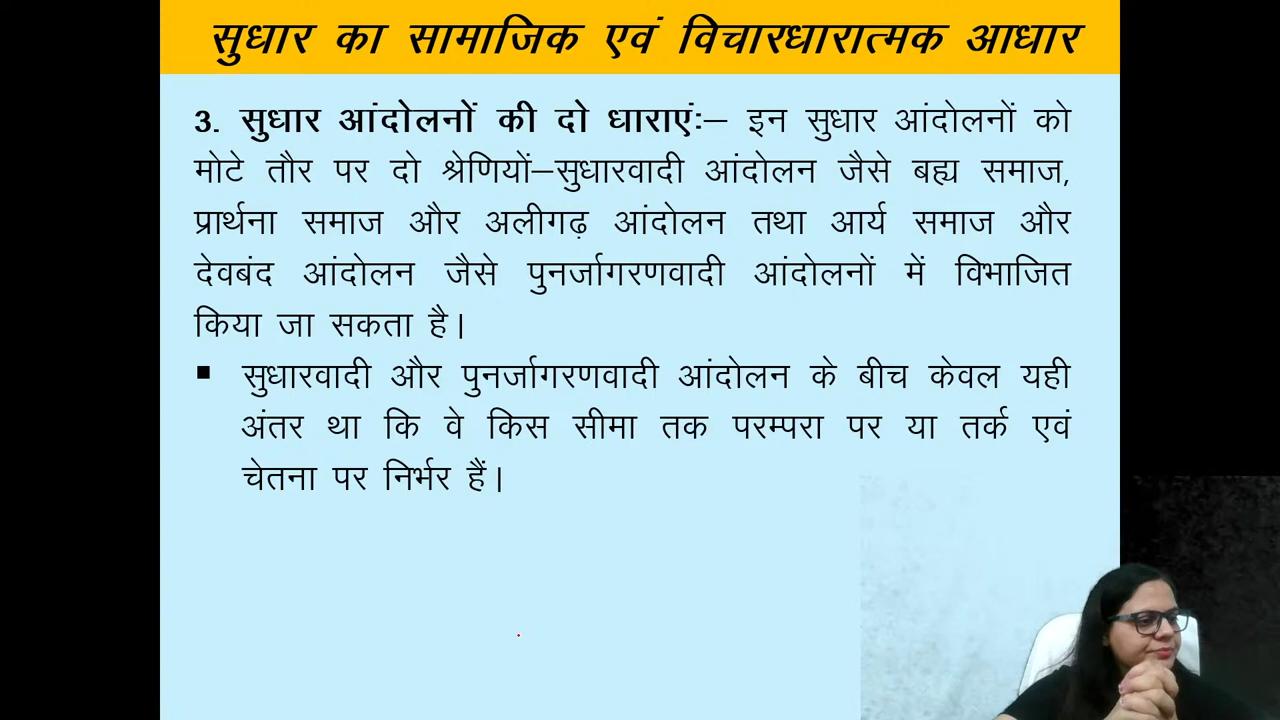 सुधार का सामाजिक एवं विचारधारात्मक आधार
3. सुधार आंदोलनों की दो धाराएंः– इन सुधार आंदोलनों को
मोटे तौर पर दो श्रेणियों–सुधारवादी आंदोलन जैसे बह्य समाज,
प्रार्थना समाज और अलीगढ़ आंदोलन तथा आर्य समाज और
देवबंद आंदोलन जैसे पुनर्जागरणवादी आंदोलनों में विभाजित
किया जा सकता है।
▪ सुधारवादी और पुनर्जागरणवादी आंदोलन के बीच केवल यही
अंतर था कि वे किस सीमा तक परम्परा पर या तर्क एवं
चेतना पर निर्भर हैं।